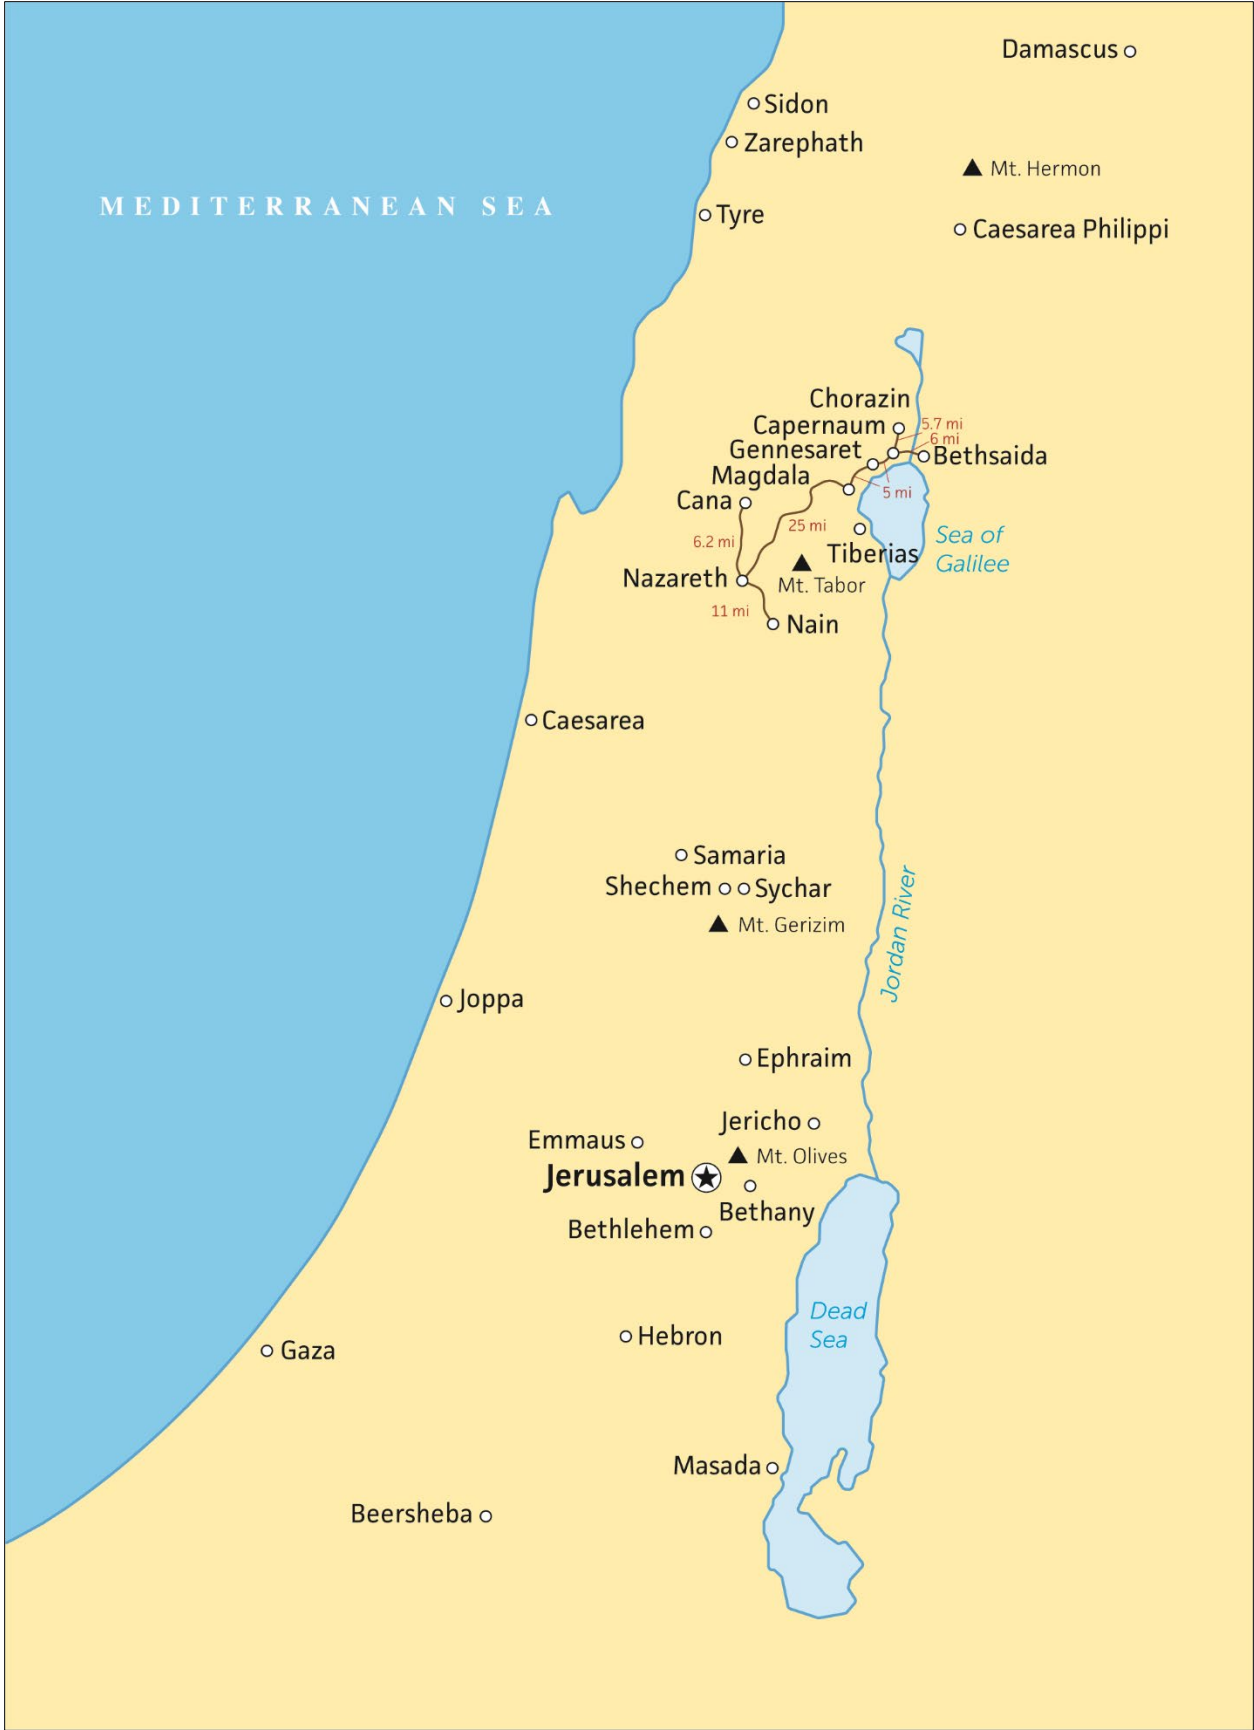 Damascus
Sidon
Zarephath
Mt. Hermon
MEDITERRANEAN SEA
Tyre
Caesarea Philippi
Chorazin
Capernaum
5.7 mi
6 mi
Gennesaret
Bethsaida
Magdala
5 mi
Cana
25 mi
6.2 mi
Sea of
Galilee
Tiberias
Nazareth
Mt. Tabor
11 mi
Nain
Caesarea
Samaria
Shechem
Sychar
Mt. Gerizim
Jordan River
Joppa
Ephraim
Jericho
Emmaus
Mt. Olives
Jerusalem
Bethany
Bethlehem
Dead
Sea
Hebron
Gaza
Masada
Beersheba